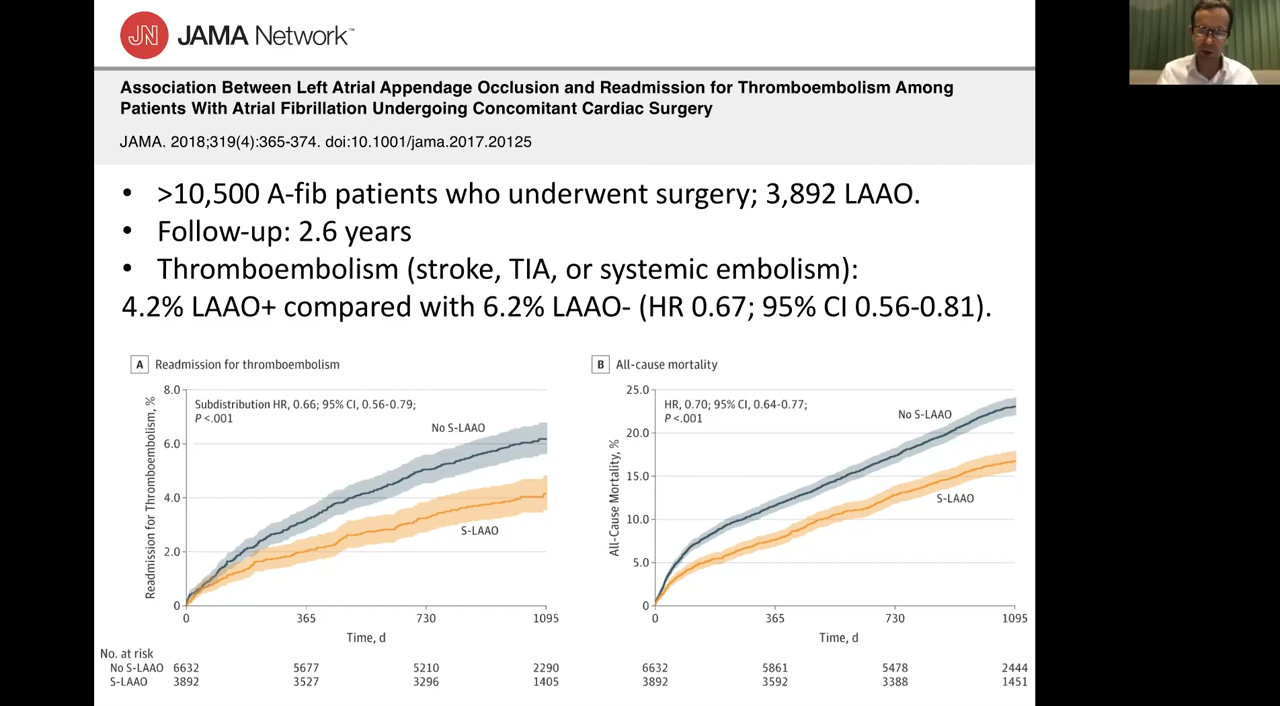 JN JAMA Network™
Association Between Left Atrial Appendage Occlusion and Readmission for Thromboembolism Among
Patients With Atrial Fibrillation Undergoing Concomitant Cardiac Surgery
JAMA. 2018;319(4):365-374. doi:10.1001/jama.2017.20125
• >10,500 A-fib patients who underwent surgery; 3,892 LAAO.
• Follow-up: 2.6 years
• Thromboembolism (stroke, TIA, or systemic embolism):
4.2% LAAO+ compared with 6.2% LAAO- (HR 0.67; 95% CI 0.56-0.81).
A Readmission for thromboembolism
8.0
6.0
4.0
2.0
0
Readmission for Thromboembolism, %
Subdistribution HR, 0.66; 95% CI, 0.56-0.79;
P <.001
No S-LAAO
S-LAAO
0 365 730 1095
Time, d
No. at risk
No S-LAAO 6632 5677 5210 2290
S-LAAO 3892 3527 3296 1405
B All-cause mortality
25.0
20.0
15.0
10.0
5.0
0
All-Cause Mortality, %
HR, 0.70; 95% CI, 0.64-0.77;
P <.001
No S-LAAO
S-LAAO
0 365 730 1095
Time, d
6632 5861 5478 2444
3892 3592 3388 1451